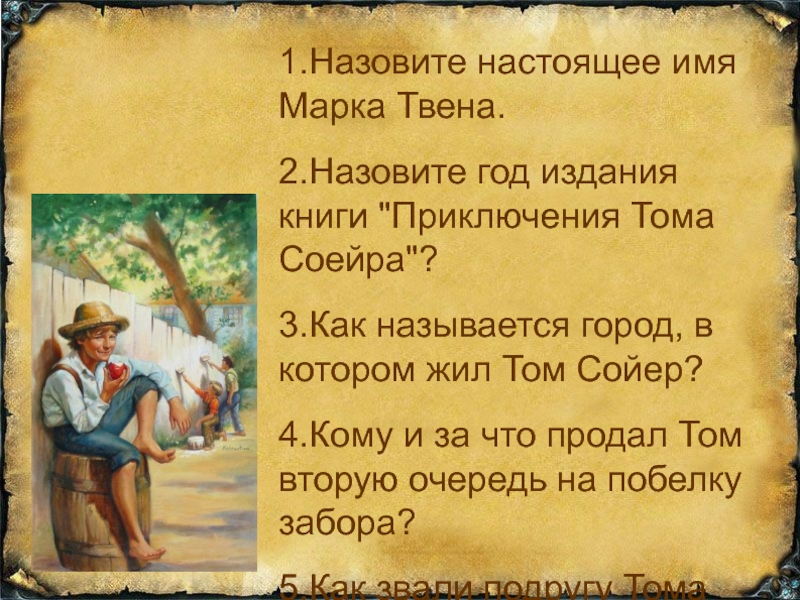 1.Назовите настоящее имя
Марка Твена.
2.Назовите год издания
книги "Приключения Тома
Соейра"?
3.Как называется город, в
котором жил Том Сойер?
4.Кому и за что продал Том
вторую очередь на побелку
забора?
5.Как звали подругу Тома